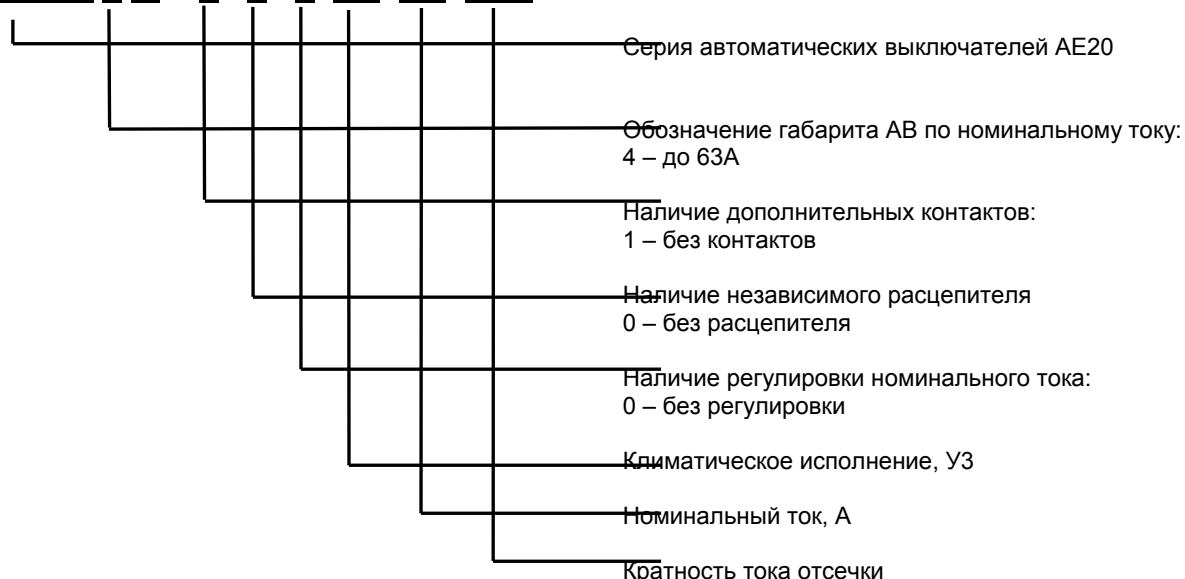 Серия автоматических выключателей АЕ20
Обозначение габарита АВ по номинальному току:
4 – до 63А
Наличие дополнительных контактов:
1 – без контактов
Наличие независимого расцепителя
0 – без расцепителя
Наличие регулировки номинального тока:
0 – без регулировки
Климатическое исполнение, У3
Номинальный ток, А
Кратность тока отсечки